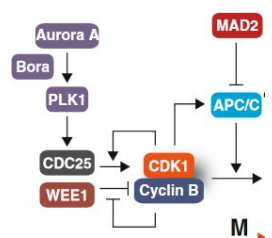 Aurora A
MAD2
Bora
PLK1
APC/C
CDC25
CDK1
WEE1
Cyclin B
M